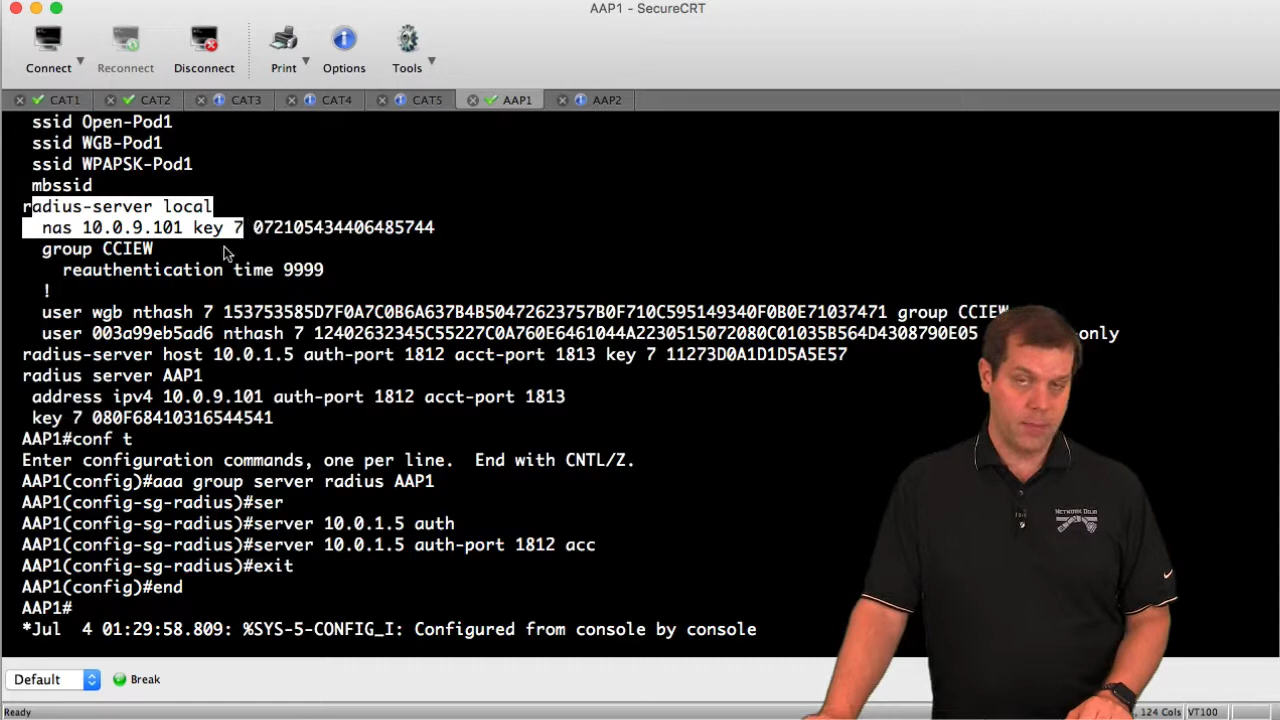 AAP1 - SecureCRT
Connect Reconnect Disconnect Print Options Tools
CAT1 CAT2 CAT3 CAT4 CAT5 AAP1 AAP2
ssid Open-Pod1
ssid WGB-Pod1
ssid WPAPSK-Pod1
mbssid
radius-server local
nas 10.0.9.101 key 7 072105434406485744
group CCIEW
reauthentication time 9999
!
user wgb nthash 7 153753585D7F0A7C0B6A637B4B50472623757B0F710C595149340F0B0E71037471 group CCIEW
user 003a99eb5ad6 nthash 7 12402632345C55227C0A760E6461044A2230515072080C01035B564D4308790E05 only
radius-server host 10.0.1.5 auth-port 1812 acct-port 1813 key 7 11273D0A1D1D5A5E57
radius server AAP1
address ipv4 10.0.9.101 auth-port 1812 acct-port 1813
key 7 080F68410316544541
AAP1#conf t
Enter configuration commands, one per line.  End with CNTL/Z.
AAP1(config)#aaa group server radius AAP1
AAP1(config-sg-radius)#ser
AAP1(config-sg-radius)#server 10.0.1.5 auth
AAP1(config-sg-radius)#server 10.0.1.5 auth-port 1812 acc
AAP1(config-sg-radius)#exit
AAP1(config)#end
AAP1#
*Jul  4 01:29:58.809: %SYS-5-CONFIG_I: Configured from console by console
NETWORK DOJO
Default Break
Ready , 124 Cols VT100